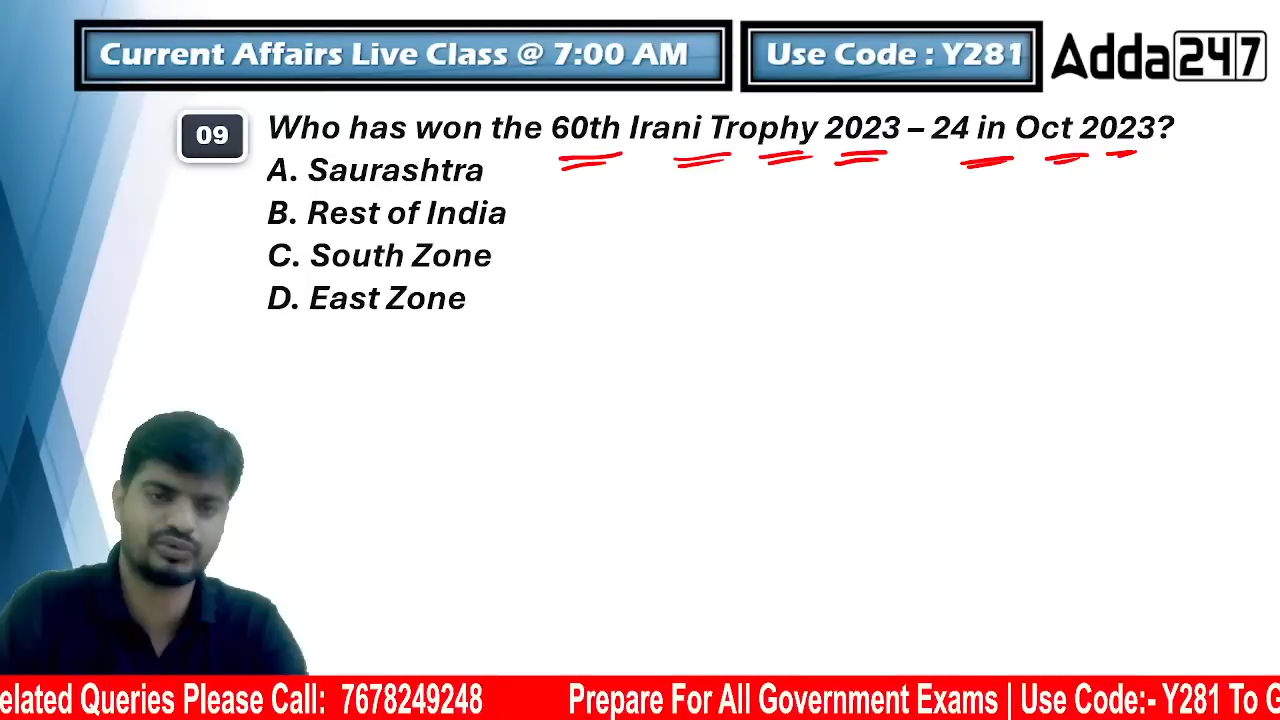 Current Affairs Live Class @ 7:00 AM
Use Code : Y281
Adda247
09
Who has won the 60th Irani Trophy 2023 – 24 in Oct 2023?
A. Saurashtra
B. Rest of India
C. South Zone
D. East Zone
elated Queries Please Call: 7678249248 Prepare For All Government Exams | Use Code:- Y281 To G